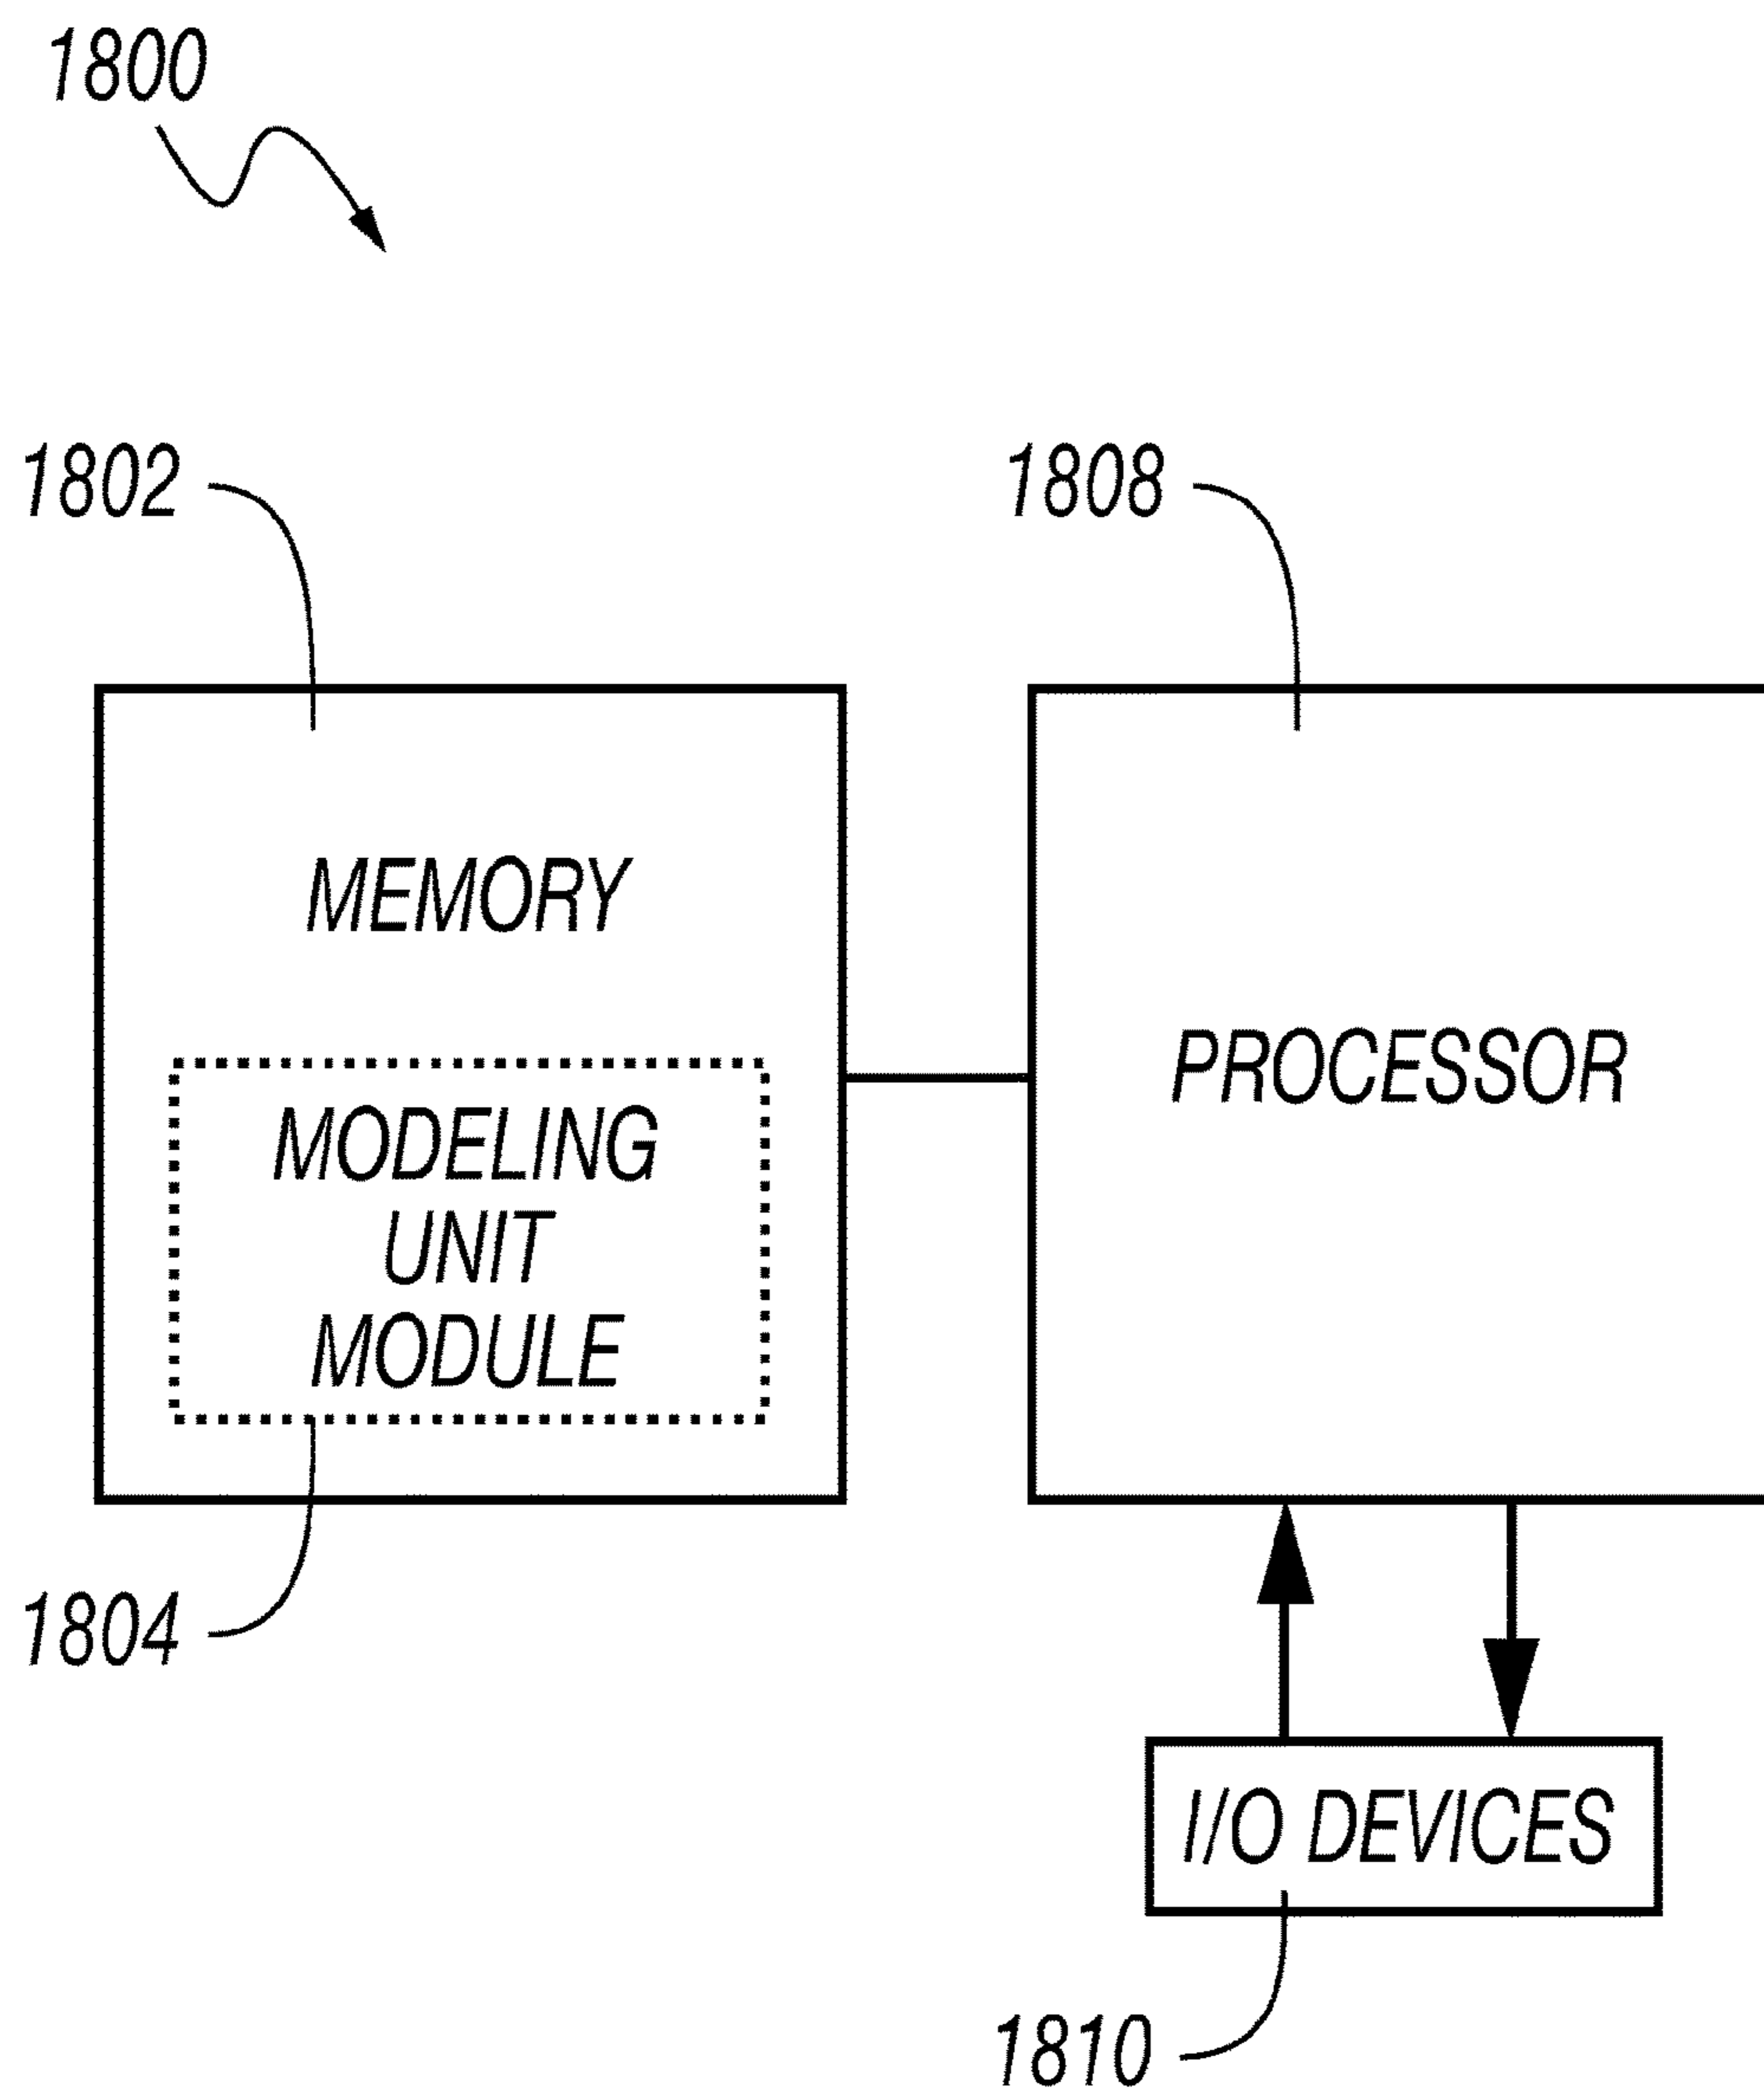 1800
1802
1808
MEMORY
PROCESSOR
MODELING
UNIT
MODULE
1804
I/O DEVICES
1810